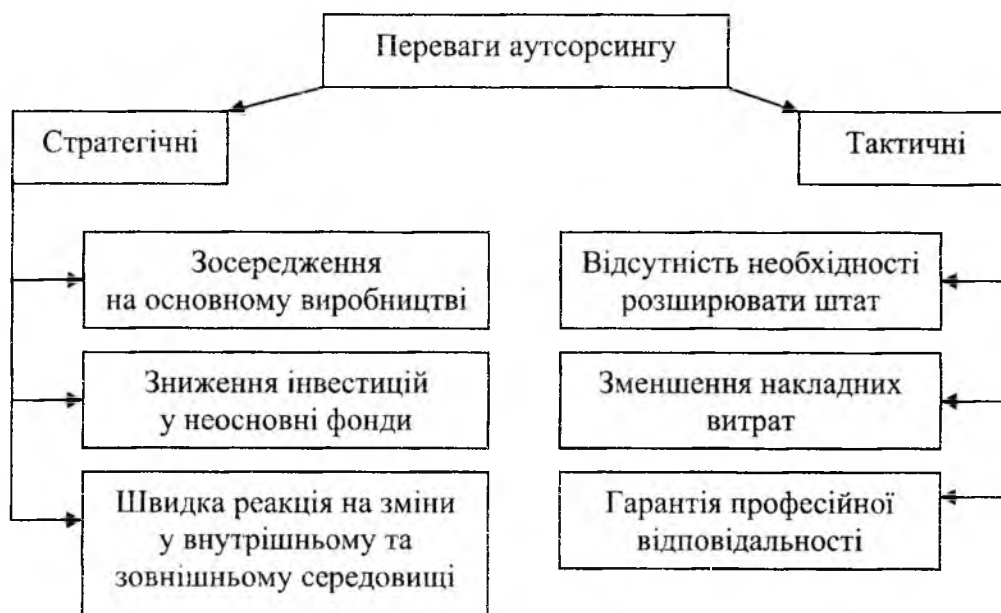 Переваги аутсорсингу
Стратегічні
Тактичні
Зосередження
на основному виробництві
Зниження інвестицій
у неосновні фонди
Швидка реакція на зміни
у внутрішньому та
зовнішньому середовищі
Відсутність необхідності
розширювати штат
Зменшення накладних
витрат
Гарантія професійної
відповідальності